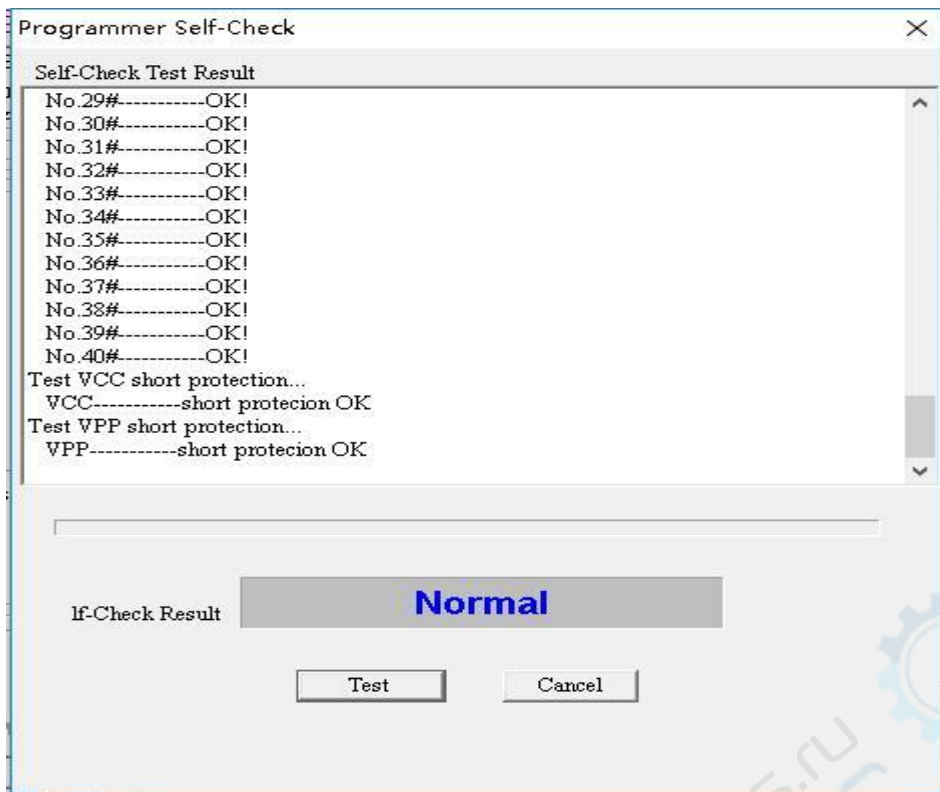 Programmer Self-Check
Self-Check Test Result
No.29#-----------OK!
No.30#-----------OK!
No.31#-----------OK!
No.32#-----------OK!
No.33#-----------OK!
No.34#-----------OK!
No.35#-----------OK!
No.36#-----------OK!
No.37#-----------OK!
No.38#-----------OK!
No.39#-----------OK!
No.40#-----------OK!
Test VCC short protection...
VCC-----------short protecion OK
Test VPP short protection...
VPP-----------short protecion OK
lf-Check Result
Normal
Test Cancel
s.ru